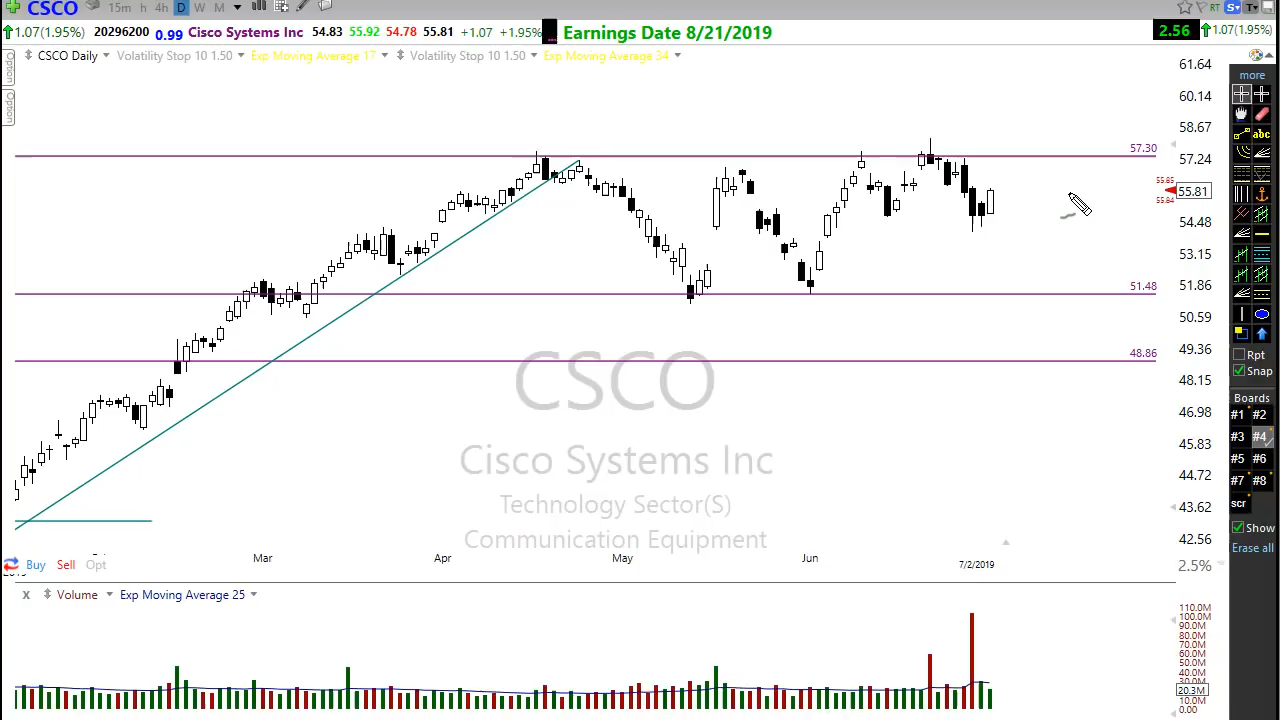 CSCO 15m h 4h D W M RT S T
1.07(1.95%) 20296200 0.99 Cisco Systems Inc 54.83 55.92 54.78 55.81 +1.07 +1.95% Earnings Date 8/21/2019 2.56 1.07(1.95%)
CSCO Daily Volatility Stop 10 1.50 Exp Moving Average 17 Volatility Stop 10 1.50 Exp Moving Average 34
Option
Option
61.64
60.14
58.67
57.24
55.81
54.48
53.15
51.86
50.59
49.36
48.15
46.98
45.83
44.72
43.62
42.56
2.5%
57.30
55.85
55.84
51.48
48.86
CSCO
Cisco Systems Inc
Technology Sector(S)
Communication Equipment
Mar Apr May Jun 7/2/2019
Buy Sell Opt
X Volume Exp Moving Average 25
110.0M
100.0M
90.0M
80.0M
70.0M
60.0M
50.0M
40.0M
30.0M
20.3M
10.0M
0.00
more
abc
Rpt
Snap
Boards
#1 #2
#3 #4
#5 #6
#7 #8
scr
Show
Erase all